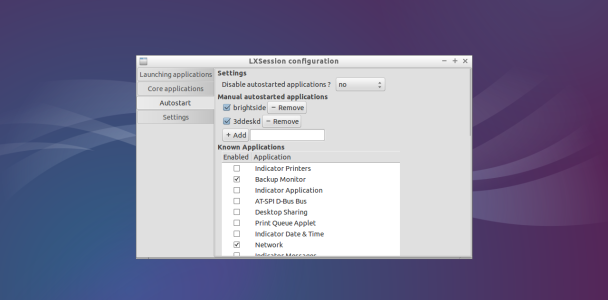 LXSession configuration
Launching applications
Core applications
Autostart
Settings
Settings
Disable autostarted applications ? no
Manual autostarted applications
brightside − Remove
3ddeskd − Remove
+ Add
Known Applications
Enabled Application
Indicator Printers
Backup Monitor
Indicator Application
AT-SPI D-Bus Bus
Desktop Sharing
Print Queue Applet
Indicator Date & Time
Network
Indicator Messages